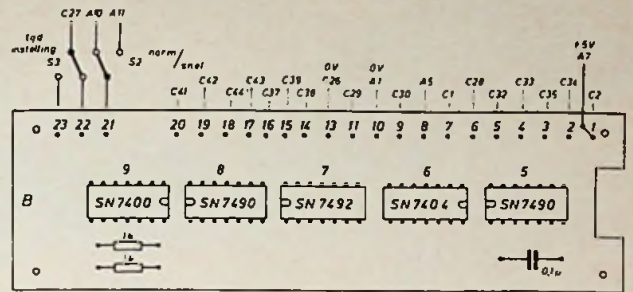 C27 A10 A11
tyd
instelling
S3
S2
norm/
snel
C41 C42 C44 C43 C37 C39 C38 0V C26 C29 0V A1 C30 A5 C1 C28 C32 C33 C35 C34 C2
+5V
A7
23 22 21 20 19 18 17 16 15 14 13 11 10 9 8 7 6 5 4 3 2 1
B
9 8 7 6 5
SN7400 SN7490 SN7492 SN7404 SN7490
1k
1k
0,1µ